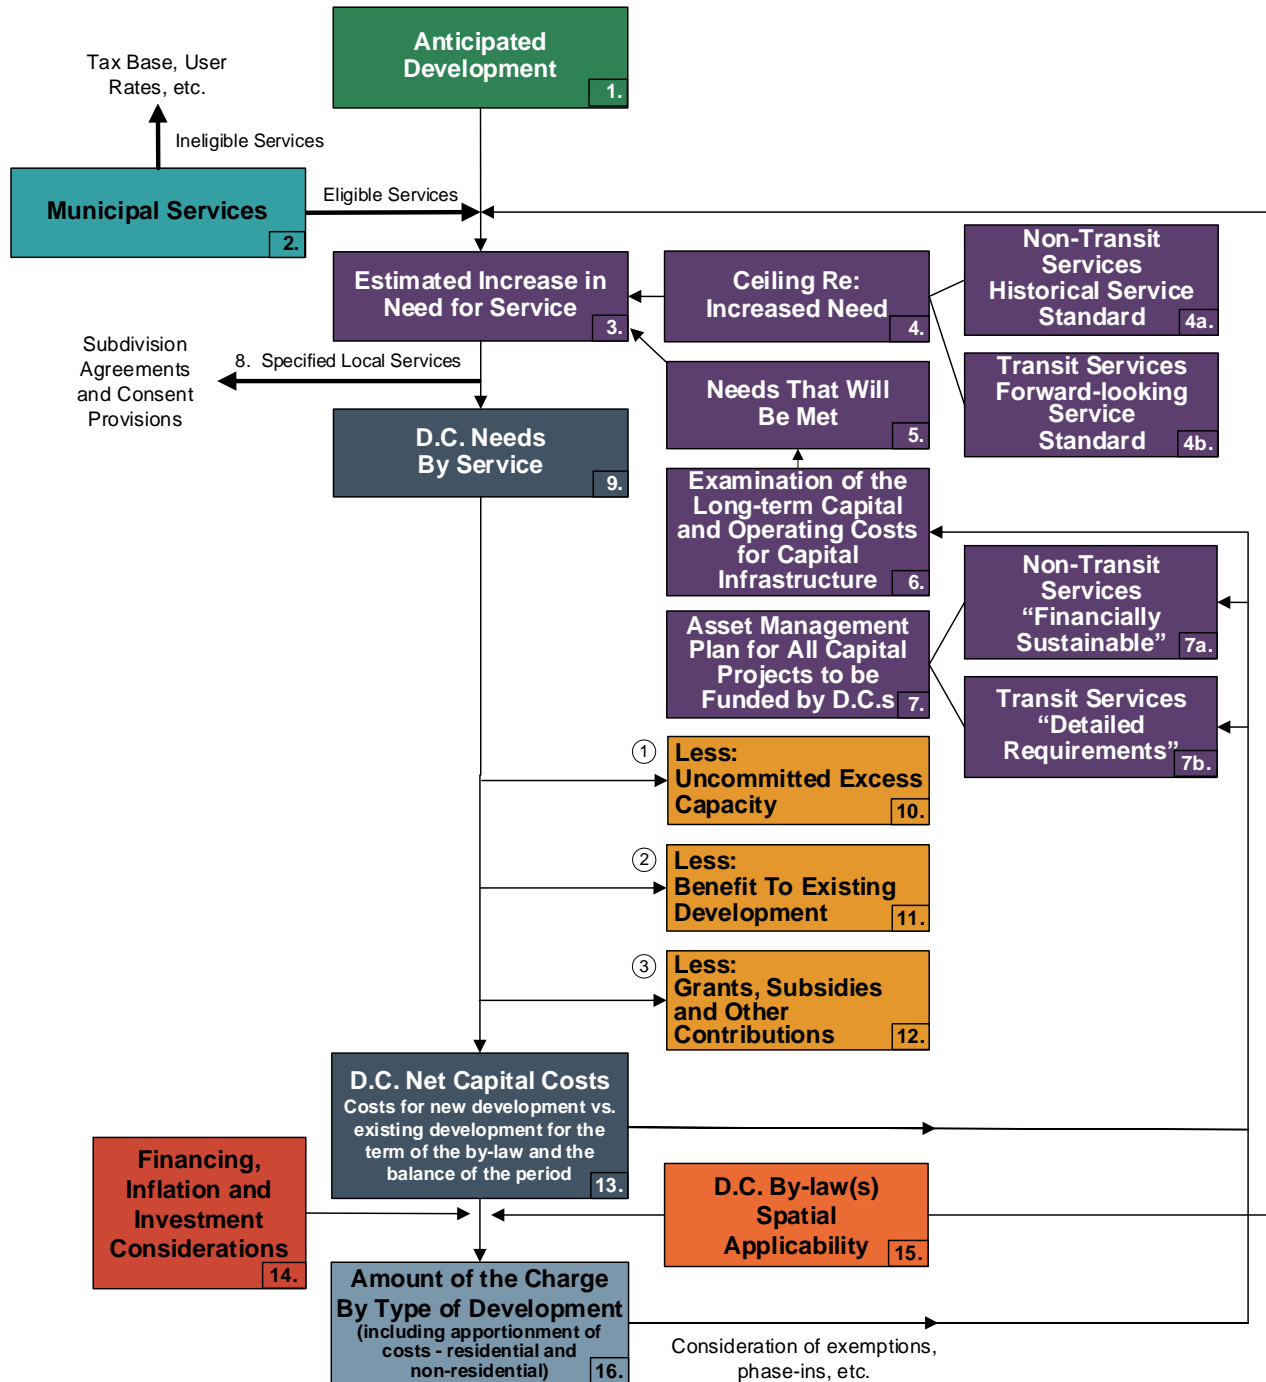 Anticipated
Development
1.
Tax Base, User
Rates, etc.
Ineligible Services
Municipal Services
2.
Eligible Services
Estimated Increase in
Need for Service
3.
Ceiling Re:
Increased Need
4.
Non-Transit
Services
Historical Service
Standard
4a.
Transit Services
Forward-looking
Service
Standard
4b.
8. Specified Local Services
Subdivision
Agreements
and Consent
Provisions
Needs That Will
Be Met
5.
D.C. Needs
By Service
9.
Examination of the
Long-term Capital
and Operating Costs
for Capital
Infrastructure
6.
Non-Transit
Services
“Financially
Sustainable”
7a.
Asset Management
Plan for All Capital
Projects to be
Funded by D.C.s
7.
Transit Services
“Detailed
Requirements”
7b.
1
Less:
Uncommitted Excess
Capacity
10.
2
Less:
Benefit To Existing
Development
11.
3
Less:
Grants, Subsidies
and Other
Contributions
12.
D.C. Net Capital Costs
Costs for new development vs.
existing development for the
term of the by-law and the
balance of the period
13.
Financing,
Inflation and
Investment
Considerations
14.
D.C. By-law(s)
Spatial
Applicability
15.
Amount of the Charge
By Type of Development
(including apportionment of
costs - residential and
non-residential)
16.
Consideration of exemptions,
phase-ins, etc.